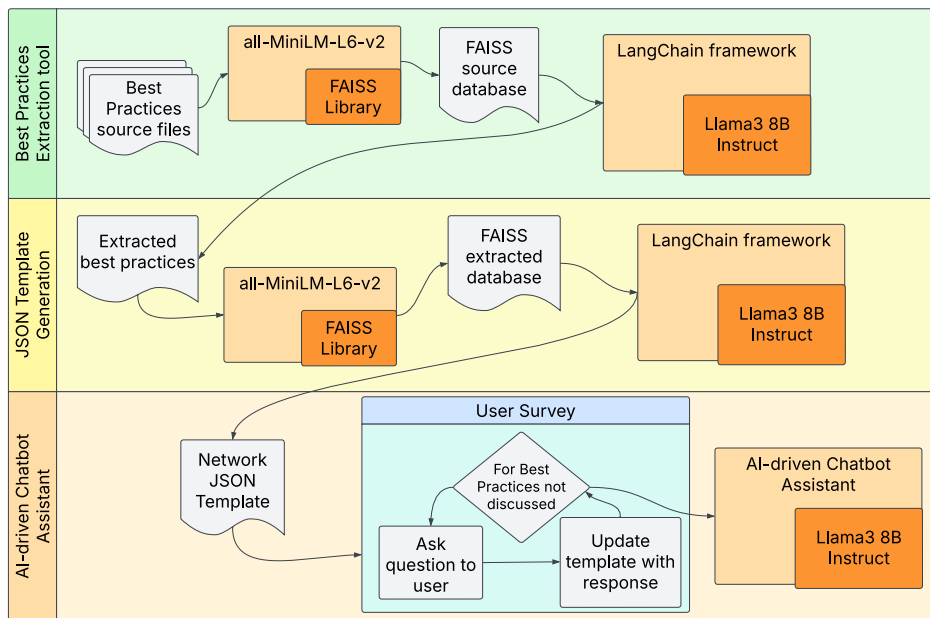 Best Practices
Extraction tool
Best
Practices
source files
all-MiniLM-L6-v2
FAISS
Library
FAISS
source
database
LangChain framework
Llama3 8B
Instruct
JSON Template
Generation
Extracted
best practices
all-MiniLM-L6-v2
FAISS
Library
FAISS
extracted
database
LangChain framework
Llama3 8B
Instruct
AI-driven Chatbot
Assistant
Network
JSON
Template
User Survey
For Best
Practices not
discussed
Ask
question to
user
Update
template with
response
AI-driven Chatbot
Assistant
Llama3 8B
Instruct